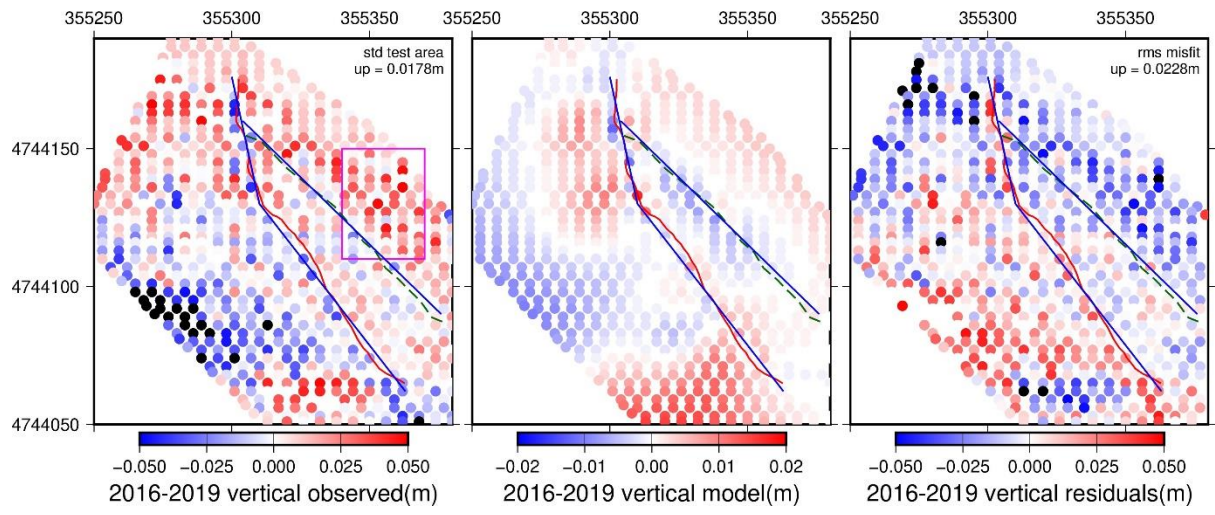 355250 355300 355350 355250 355300 355350 355250 355300 355350
std test area
up = 0.0178m
rms misfit
up = 0.0228m
4744150
4744100
4744050
−0.050 −0.025 0.000 0.025 0.050
−0.02 −0.01 0.00 0.01 0.02
−0.050 −0.025 0.000 0.025 0.050
2016-2019 vertical observed(m)
2016-2019 vertical model(m)
2016-2019 vertical residuals(m)